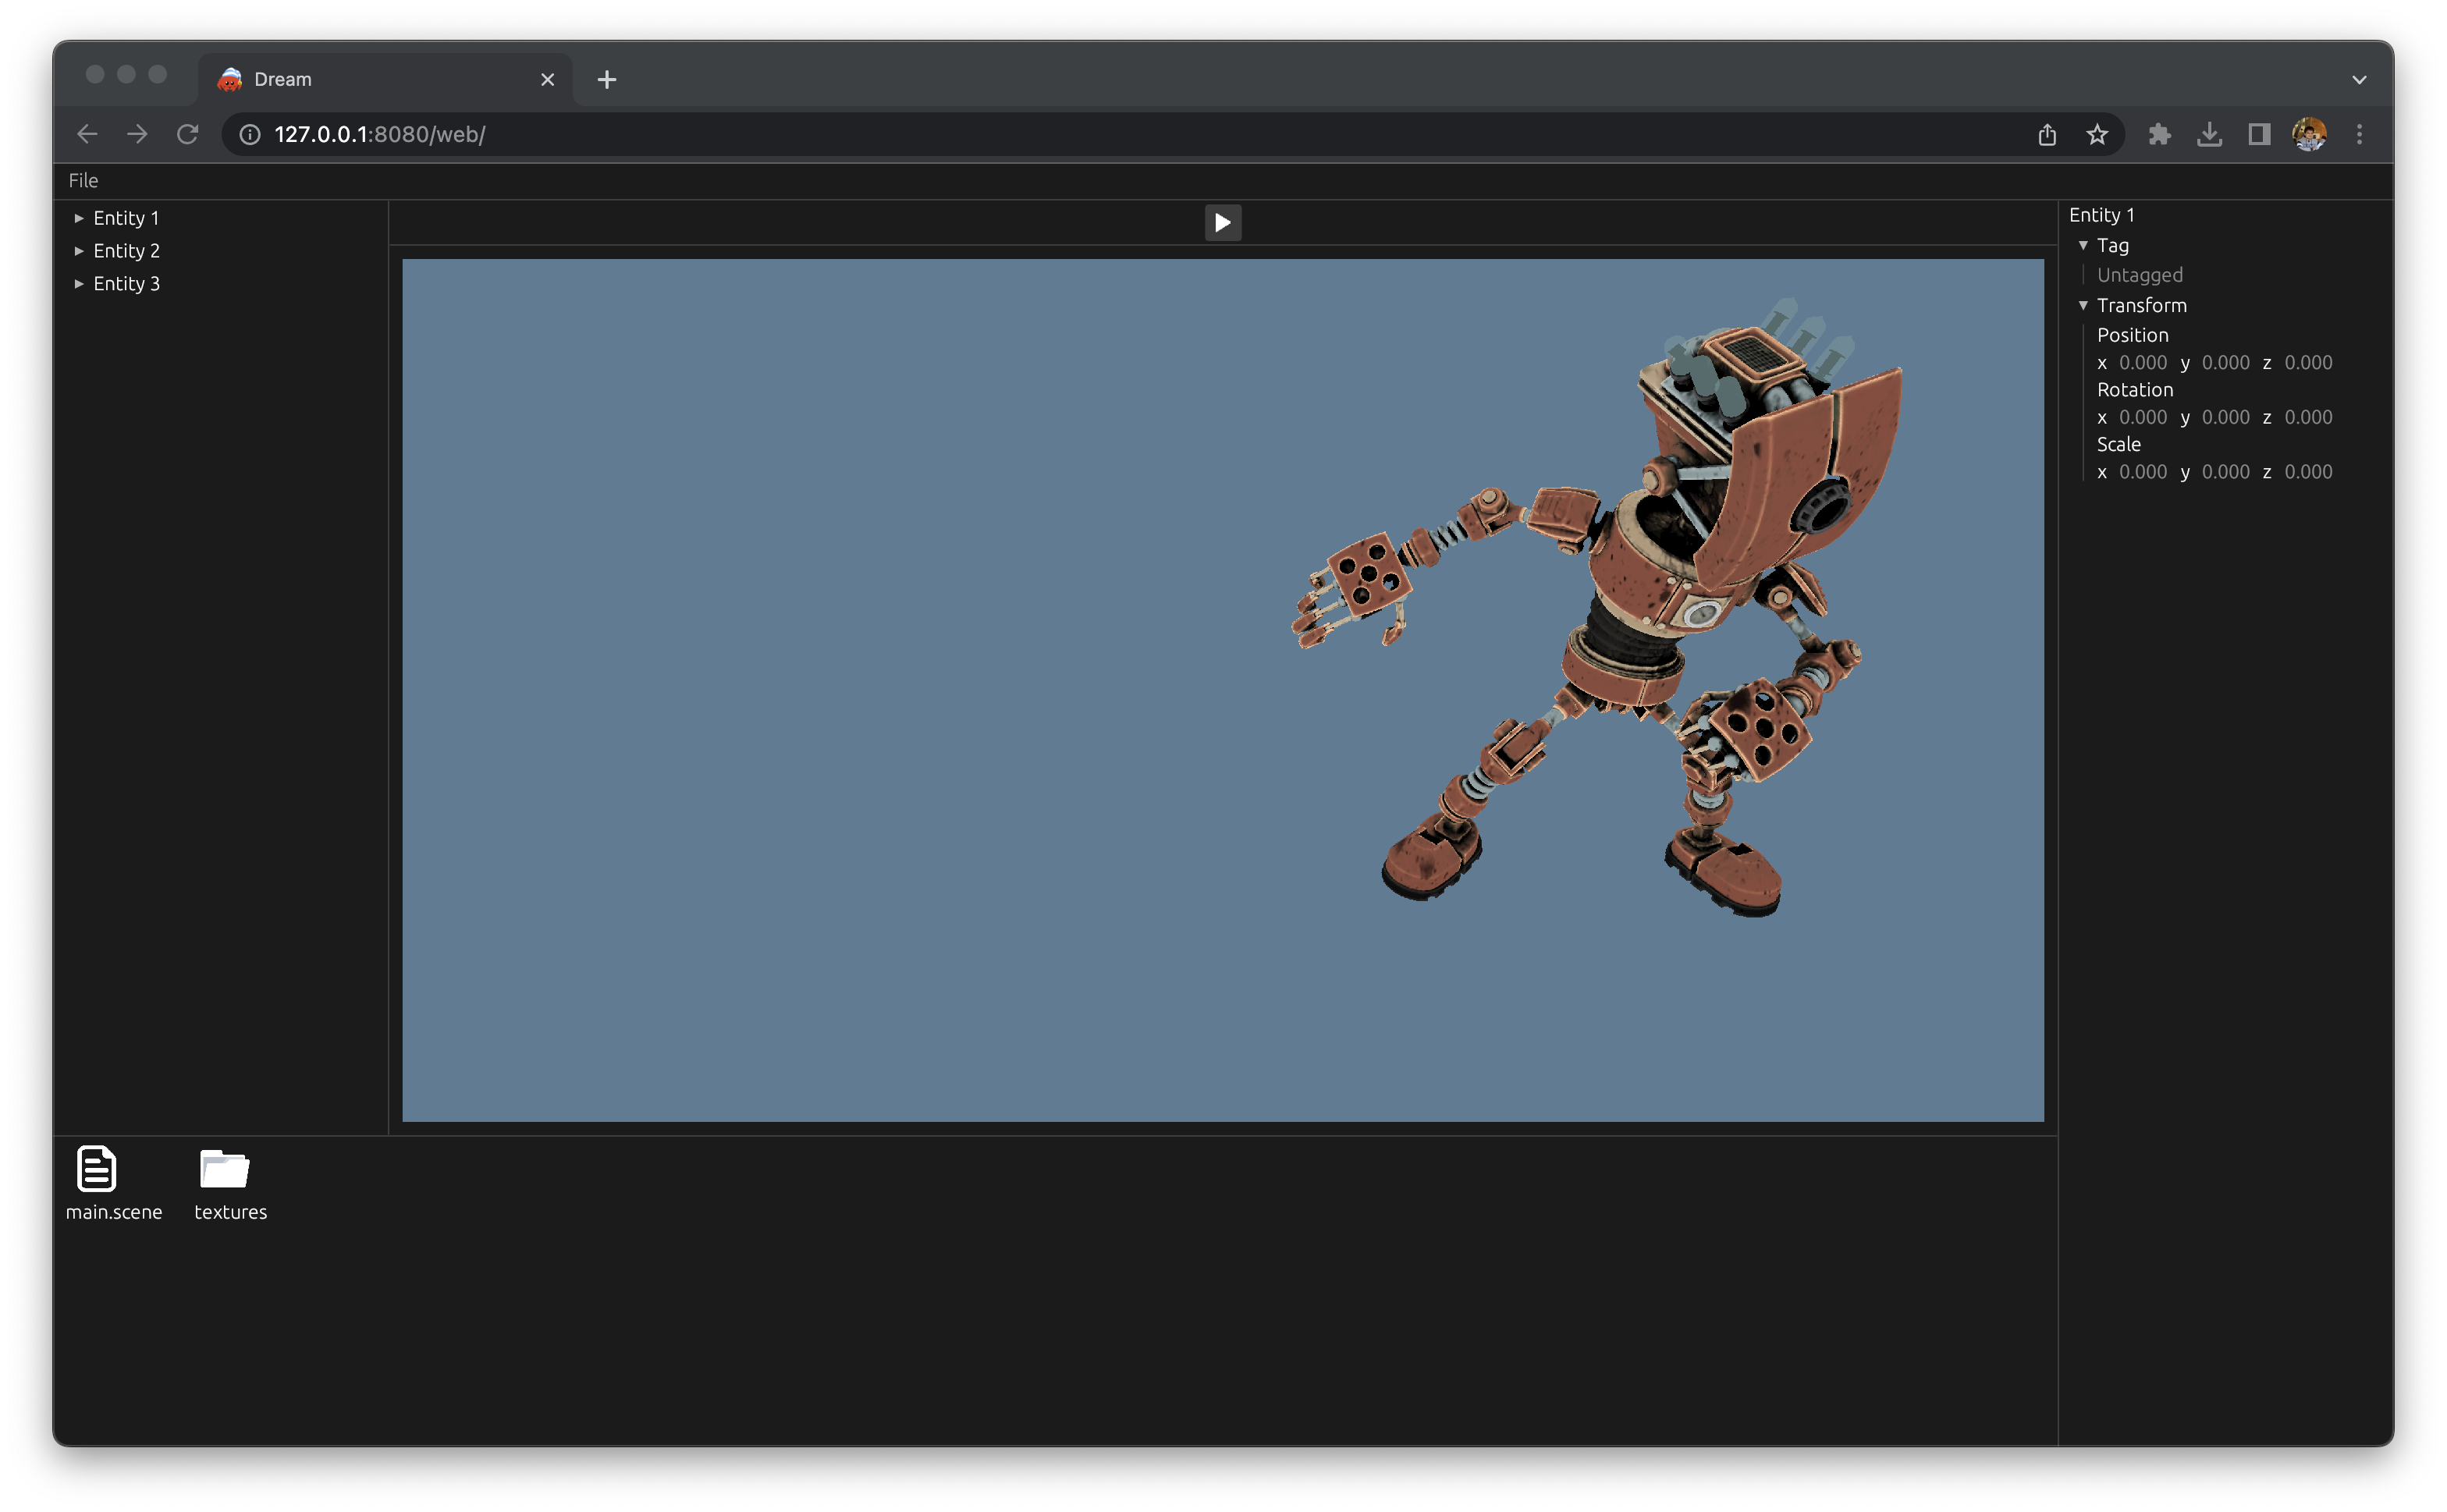 Dream
127.0.0.1:8080/web/
File
Entity 1
Entity 2
Entity 3
Entity 1
Tag
Untagged
Transform
Position
x 0.000 y 0.000 z 0.000
Rotation
x 0.000 y 0.000 z 0.000
Scale
x 0.000 y 0.000 z 0.000
main.scene
textures